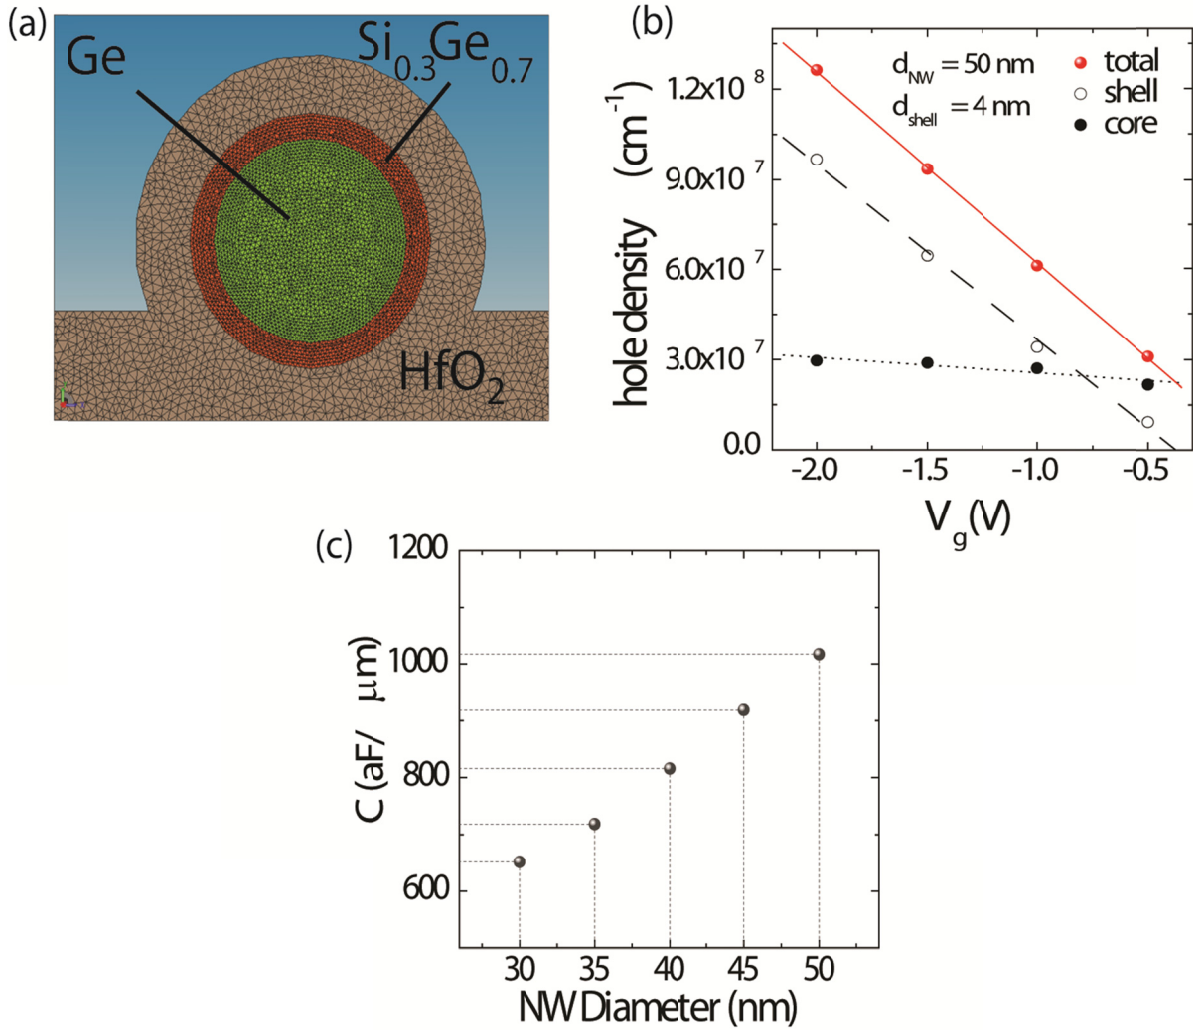 (a)
Ge
Si0.3Ge0.7
HfO2
(b)
hole density (cm-1)
1.2x10 8
9.0x10 7
6.0x10 7
3.0x10 7
0.0
dNW = 50 nm
dshell = 4 nm
total
shell
core
-2.0 -1.5 -1.0 -0.5
Vg(V)
(c)
C (aF/ μm)
1200
1000
800
600
30 35 40 45 50
NW Diameter (nm)